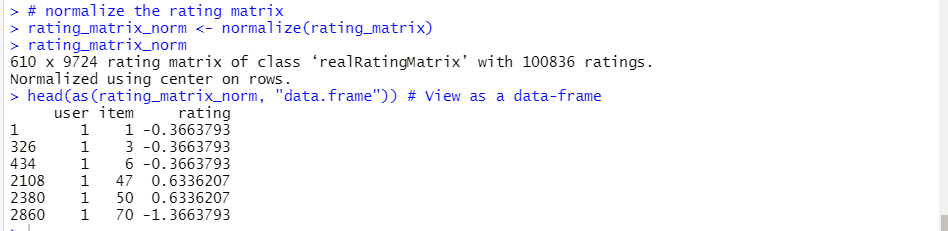 > # normalize the rating matrix
> rating_matrix_norm <- normalize(rating_matrix)
> rating_matrix_norm
610 x 9724 rating matrix of class ‘realRatingMatrix’ with 100836 ratings.
Normalized using center on rows.
> head(as(rating_matrix_norm, "data.frame")) # View as a data-frame
     user item     rating
1       1    1 -0.3663793
326     1    3 -0.3663793
434     1    6 -0.3663793
2108    1   47  0.6336207
2380    1   50  0.6336207
2860    1   70 -1.3663793
>